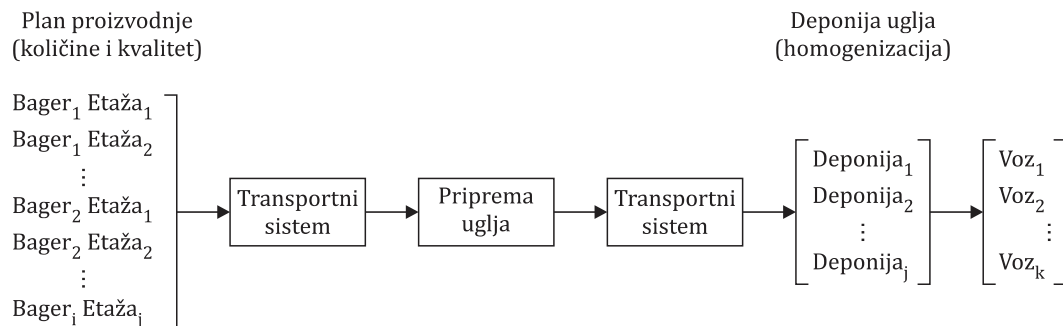 Plan proizvodnje
(količine i kvalitet)
Bager₁ Etaža₁
Bager₁ Etaža₂
⋮
Bager₂ Etaža₁
Bager₂ Etaža₂
⋮
Bagerᵢ Etažaⱼ
Transportni
sistem
Priprema
uglja
Transportni
sistem
Deponija uglja
(homogenizacija)
Deponija₁
Deponija₂
⋮
Deponijaⱼ
Voz₁
Voz₂
⋮
Vozₖ